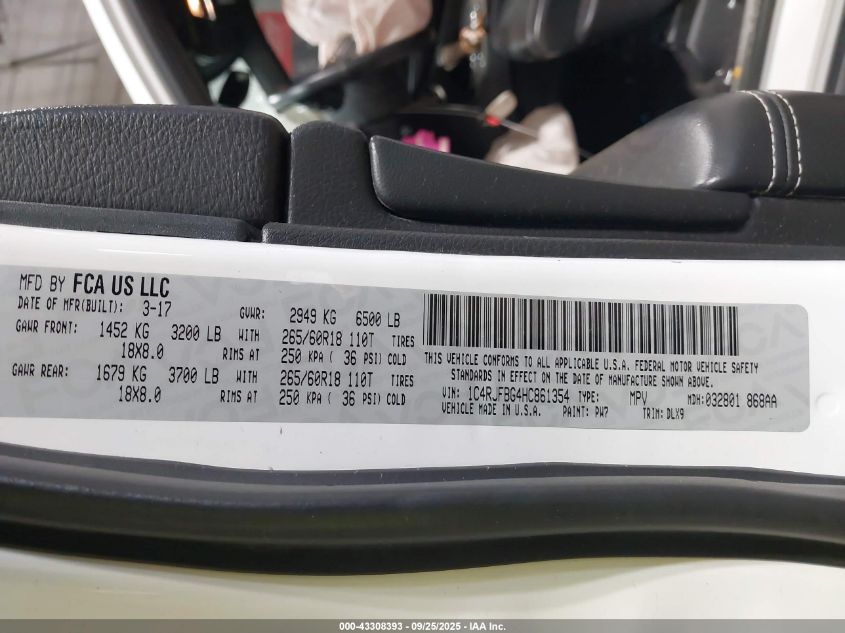 MFD BY FCA US LLC
DATE OF MFR(BUILT): 3-17 GVWR: 2949 KG 6500 LB
GAWR FRONT: 1452 KG 3200 LB WITH 265/60R18 110T TIRES
18X8.0 RIMS AT 250 KPA ( 36 PSI) COLD
GAWR REAR: 1679 KG 3700 LB WITH 265/60R18 110T TIRES
18X8.0 RIMS AT 250 KPA ( 36 PSI) COLD
THIS VEHICLE CONFORMS TO ALL APPLICABLE U.S.A. FEDERAL MOTOR VEHICLE SAFETY
STANDARDS IN EFFECT ON THE DATE OF MANUFACTURE SHOWN ABOVE.
VIN: 1C4RJFBG4HC861354 TYPE: MPV MDH:032801 868AA
VEHICLE MADE IN U.S.A. PAINT: PW7 TRIM: DLX9
000-43308393 - 09/25/2025 - IAA Inc.